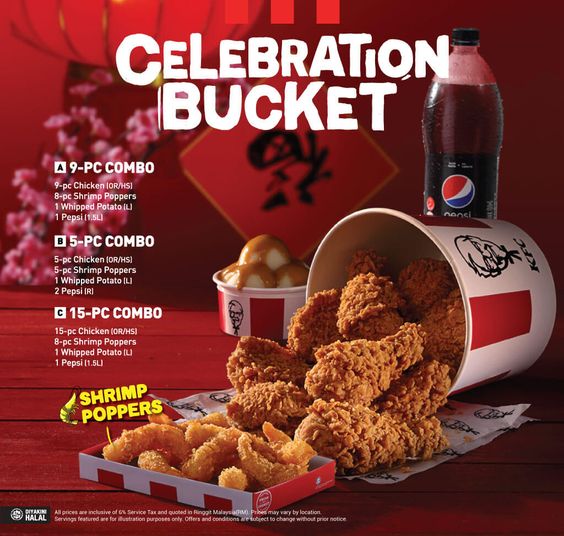 CELEBRATION
BUCKET
A 9-PC COMBO
9-pc Chicken (OR/HS)
8-pc Shrimp Poppers
1 Whipped Potato (L)
1 Pepsi (1.5L)
B 5-PC COMBO
5-pc Chicken (OR/HS)
5-pc Shrimp Poppers
1 Whipped Potato (L)
2 Pepsi (R)
C 15-PC COMBO
15-pc Chicken (OR/HS)
8-pc Shrimp Poppers
1 Whipped Potato (L)
1 Pepsi (1.5L)
SHRIMP
POPPERS
pepsi
KFC
福
DIYAKINI
HALAL
All prices are inclusive of 6% Service Tax and quoted in Ringgit Malaysia(RM). Prices may vary by location.
Servings featured are for illustration purposes only. Offers and conditions are subject to change without prior notice.